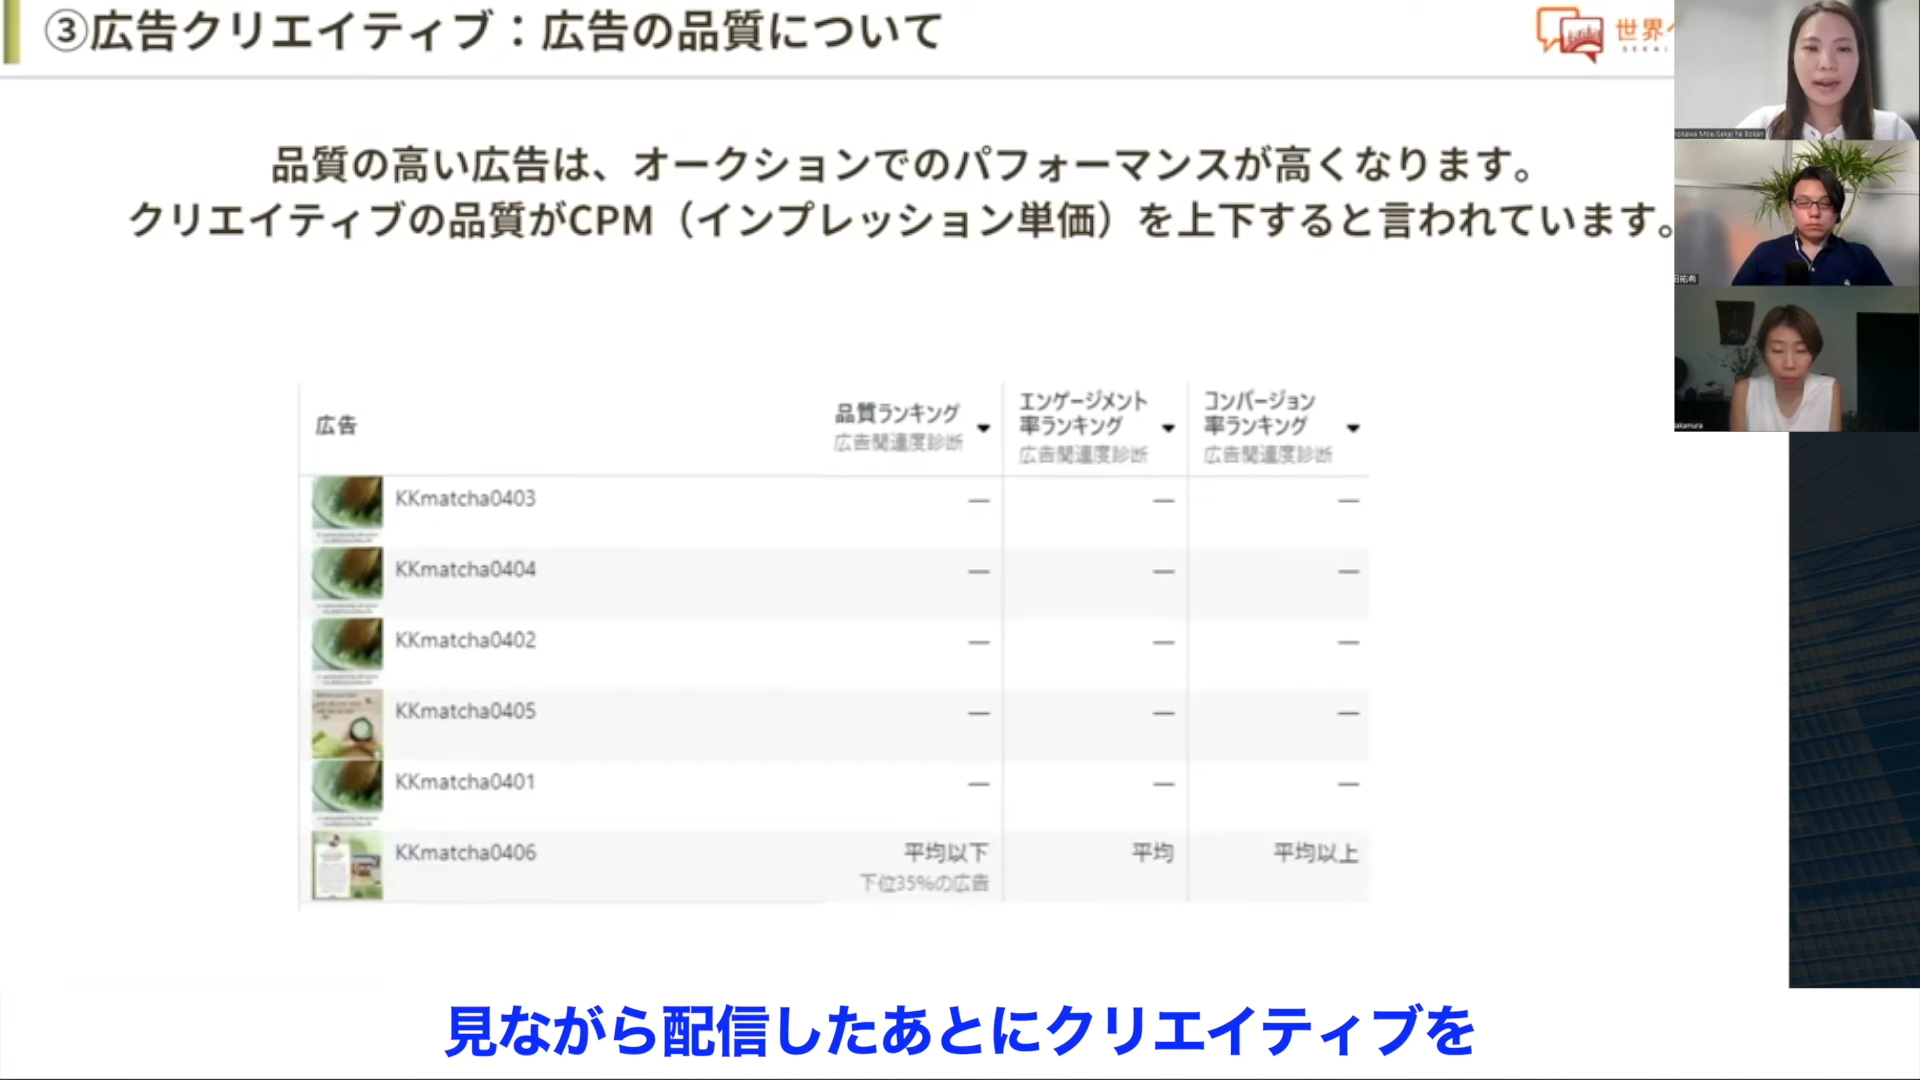 ③広告クリエイティブ：広告の品質について
世界へ
品質の高い広告は、オークションでのパフォーマンスが高くなります。
クリエイティブの品質がCPM（インプレッション単価）を上下すると言われています。
広告
品質ランキング
広告関連度診断
エンゲージメント
率ランキング
広告関連度診断
コンバージョン
率ランキング
広告関連度診断
KKmatcha0403 — — —
KKmatcha0404 — — —
KKmatcha0402 — — —
KKmatcha0405 — — —
KKmatcha0401 — — —
KKmatcha0406 平均以下 平均 平均以上
下位35%の広告
見ながら配信したあとにクリエイティブを